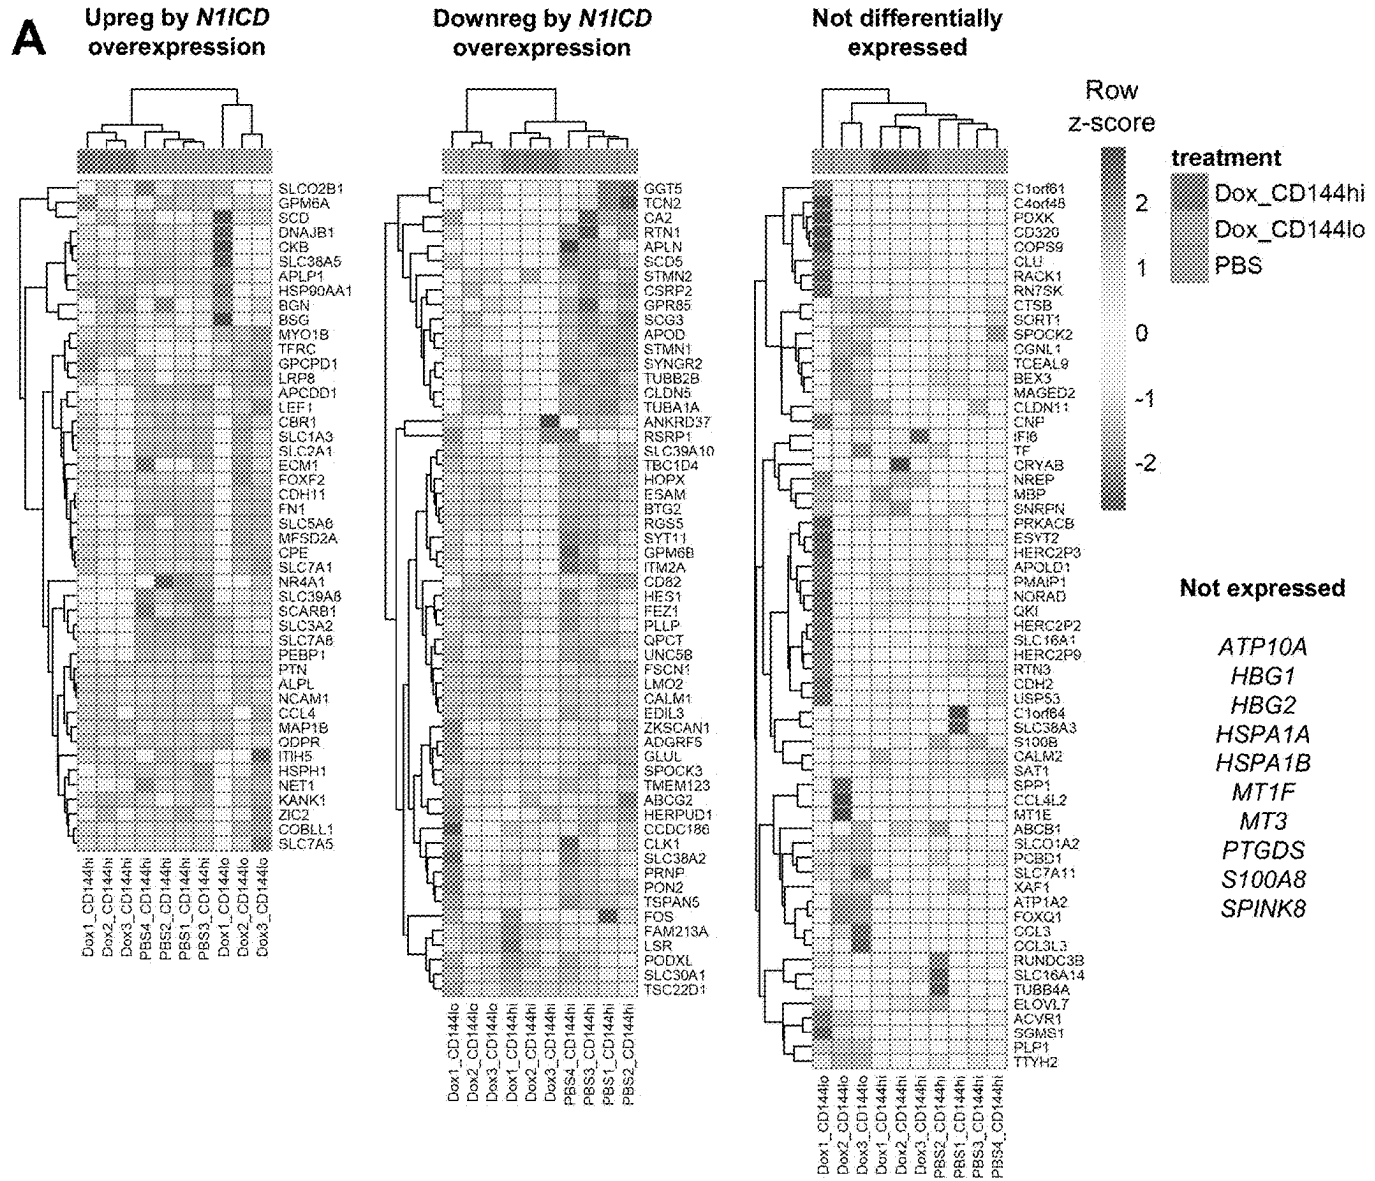 A
Upreg by N1ICD
overexpression
SLCO2B1
GPM6A
SCD
DNAJB1
CKB
SLC38A5
APLP1
HSP90AA1
BGN
BSG
MYO1B
TFRC
GPCPD1
LRP8
APCDD1
LEF1
CBR1
SLC1A3
SLC2A1
ECM1
FOXF2
CDH11
FN1
SLC5A6
MFSD2A
CPE
SLC7A1
NR4A1
SLC39A8
SCARB1
SLC3A2
SLC7A8
PEBP1
PTN
ALPL
NCAM1
CCL4
MAP1B
QDPR
ITIH5
HSPH1
NET1
KANK1
ZIC2
COBLL1
SLC7A5
Dox1_CD144hi
Dox2_CD144hi
Dox3_CD144hi
PBS4_CD144hi
PBS2_CD144hi
PBS1_CD144hi
PBS3_CD144hi
Dox1_CD144lo
Dox2_CD144lo
Dox3_CD144lo
Downreg by N1ICD
overexpression
GGT5
TCN2
CA2
RTN1
APLN
SCD5
STMN2
CSRP2
GPR85
SCG3
APOD
STMN1
SYNGR2
TUBB2B
CLDN5
TUBA1A
ANKRD37
RSRP1
SLC39A10
TBC1D4
HOPX
ESAM
BTG2
RGS5
SYT11
GPM6B
ITM2A
CD82
HES1
FEZ1
PLLP
QPCT
UNC5B
FSCN1
LMO2
CALM1
EDIL3
ZKSCAN1
ADGRF5
GLUL
SPOCK3
TMEM123
ABCG2
HERPUD1
CCDC186
CLK1
SLC38A2
PRNP
PON2
TSPAN5
FOS
FAM213A
LSR
PODXL
SLC30A1
TSC22D1
Dox1_CD144lo
Dox2_CD144lo
Dox3_CD144lo
Dox1_CD144hi
Dox2_CD144hi
Dox3_CD144hi
PBS4_CD144hi
PBS3_CD144hi
PBS1_CD144hi
PBS2_CD144hi
Not differentially
expressed
C1orf61
C4orf48
PDXK
CD320
COPS9
CLU
RACK1
RN7SK
CTSB
SORT1
SPOCK2
CGNL1
TCEAL9
BEX3
MAGED2
CLDN11
CNP
IFI6
TF
CRYAB
NREP
MBP
SNRPN
PRKACB
ESYT2
HERC2P3
APOLD1
PMAIP1
NORAD
QKI
HERC2P2
SLC16A1
HERC2P9
RTN3
CDH2
USP53
C1orf64
SLC38A3
S100B
CALM2
SAT1
SPP1
CCL4L2
MT1E
ABCB1
SLCO1A2
PCBD1
SLC7A11
XAF1
ATP1A2
FOXQ1
CCL3
CCL3L3
RUNDC3B
SLC16A14
TUBB4A
ELOVL7
ACVR1
SGMS1
PLP1
TTYH2
Dox1_CD144lo
Dox2_CD144lo
Dox3_CD144lo
Dox1_CD144hi
Dox2_CD144hi
Dox3_CD144hi
PBS2_CD144hi
PBS1_CD144hi
PBS3_CD144hi
PBS4_CD144hi
Row
z-score
2
1
0
-1
-2
treatment
Dox_CD144hi
Dox_CD144lo
PBS
Not expressed
ATP10A
HBG1
HBG2
HSPA1A
HSPA1B
MT1F
MT3
PTGDS
S100A8
SPINK8